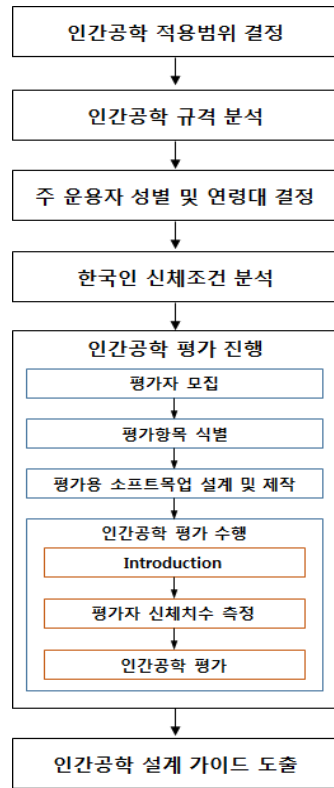 인간공학 적용범위 결정
인간공학 규격 분석
주 운용자 성별 및 연령대 결정
한국인 신체조건 분석
인간공학 평가 진행
평가자 모집
평가항목 식별
평가용 소프트목업 설계 및 제작
인간공학 평가 수행
Introduction
평가자 신체치수 측정
인간공학 평가
인간공학 설계 가이드 도출